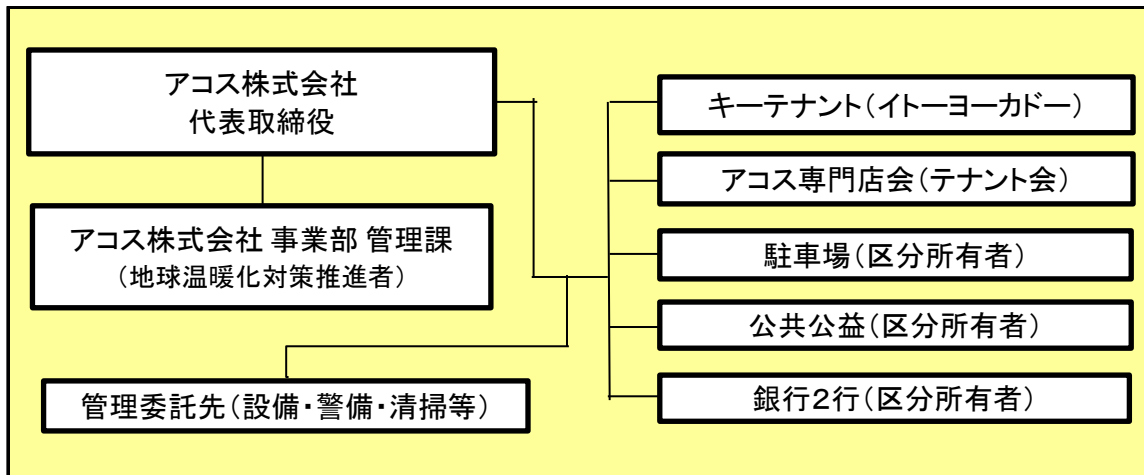 アコス株式会社
代表取締役
アコス株式会社 事業部 管理課
（地球温暖化対策推進者）
管理委託先（設備・警備・清掃等）
キーテナント（イトーヨーカドー）
アコス専門店会（テナント会）
駐車場（区分所有者）
公共公益（区分所有者）
銀行２行（区分所有者）